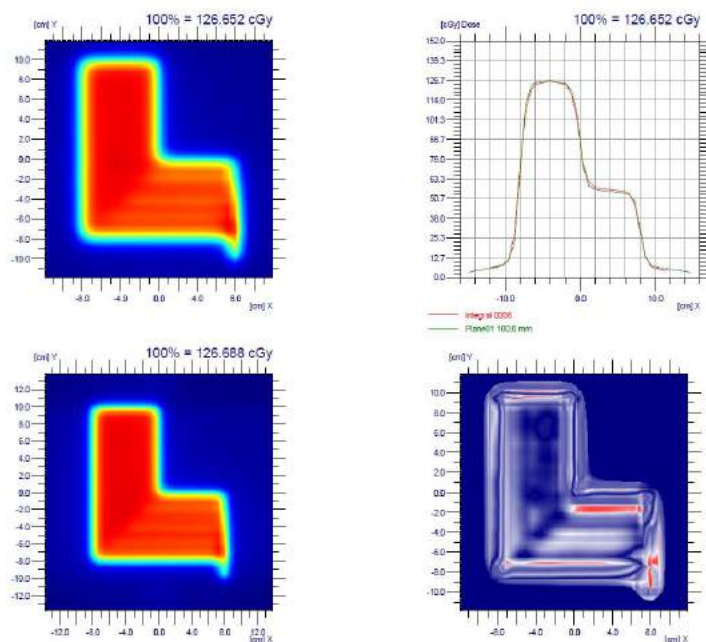 100% = 126.652 cGy
[cm] Y
10.0
8.0
6.0
4.0
2.0
0.0
-2.0
-4.0
-6.0
-8.0
-10.0
-8.0 -4.0 0.0 4.0 8.0
[cm] X
100% = 126.652 cGy
[cGy] Dose
152.0
139.3
126.7
114.0
101.3
88.7
76.0
63.3
50.7
38.0
25.3
12.7
0.0
-10.0 0.0 10.0
[cm] X
Integral 0006
Plane01 100.6 mm
100% = 126.688 cGy
[cm] Y
12.0
10.0
8.0
6.0
4.0
2.0
0.0
-2.0
-4.0
-6.0
-8.0
-10.0
-12.0
-12.0 -8.0 -4.0 0.0 4.0 8.0 12.0
[cm] X
[cm] Y
10.0
8.0
6.0
4.0
2.0
0.0
-2.0
-4.0
-6.0
-8.0
-10.0
-8.0 -4.0 0.0 4.0 8.0
[cm] X